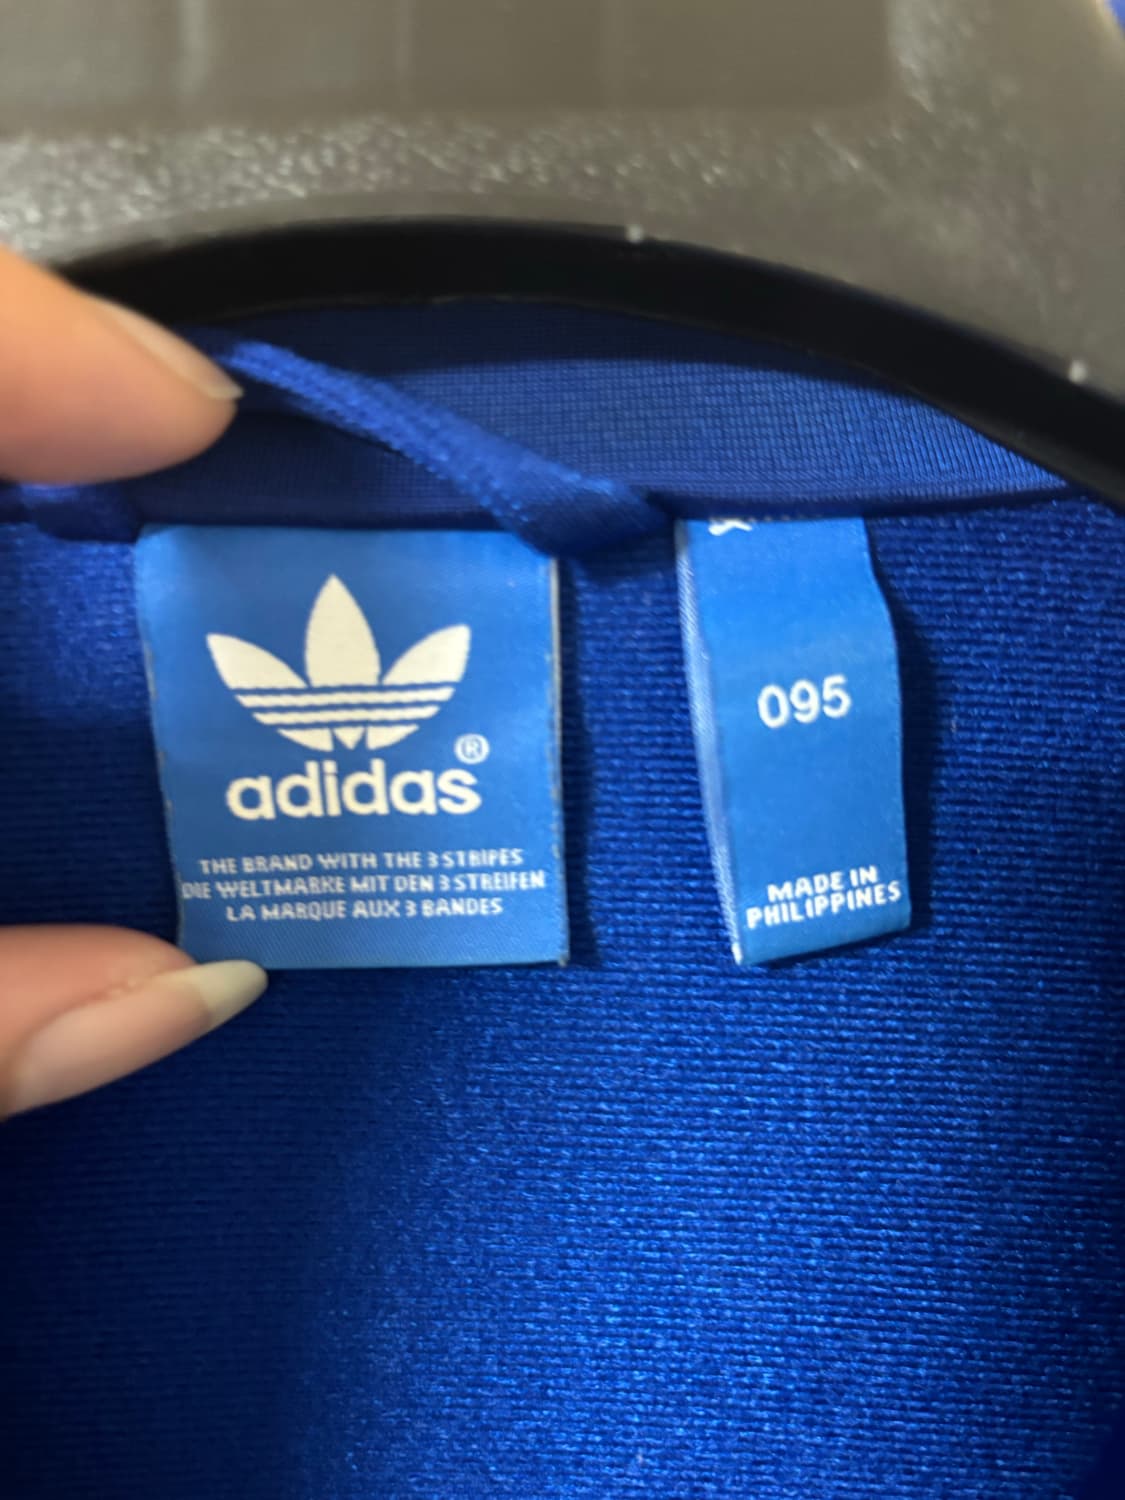 ®
adidas
THE BRAND WITH THE 3 STRIPES
DIE WELTMARKE MIT DEN 3 STREIFEN
LA MARQUE AUX 3 BANDES
095
MADE IN
PHILIPPINES